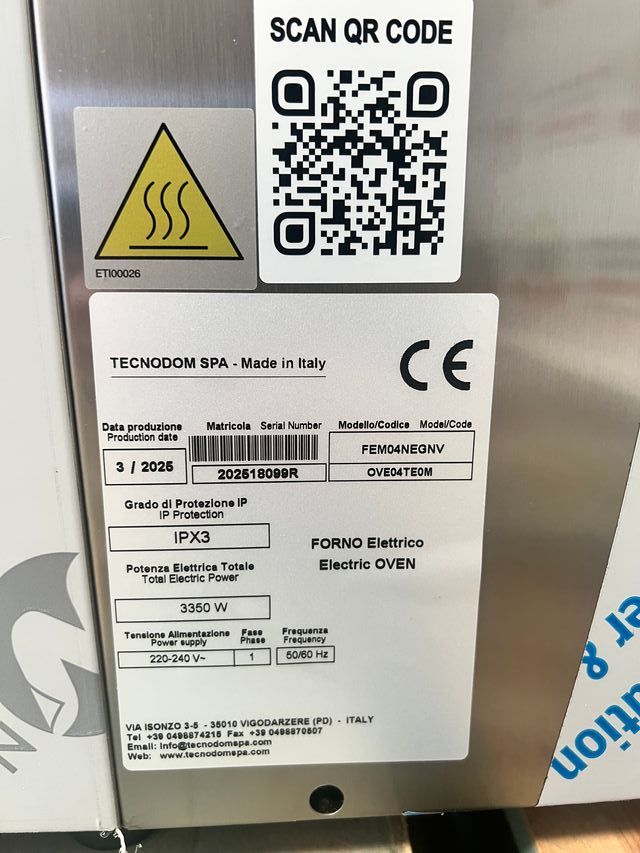 SCAN QR CODE
ETI00026
TECNODOM SPA - Made in Italy
CE
Data produzione
Production date
3 / 2025
Matricola Serial Number
202518099R
Modello/Codice Model/Code
FEM04NEGNV
OVE04TE0M
Grado di Protezione IP
IP Protection
IPX3
FORNO Elettrico
Electric OVEN
Potenza Elettrica Totale
Total Electric Power
3350 W
Tensione Alimentazione
Power supply
220-240 V~
Fase
Phase
1
Frequenza
Frequency
50/60 Hz
VIA ISONZO 3-5 - 35010 VIGODARZERE (PD) - ITALY
Tel +39 0498874215 Fax +39 0498870507
Email: info@tecnodomspa.com
Web: www.tecnodomspa.com